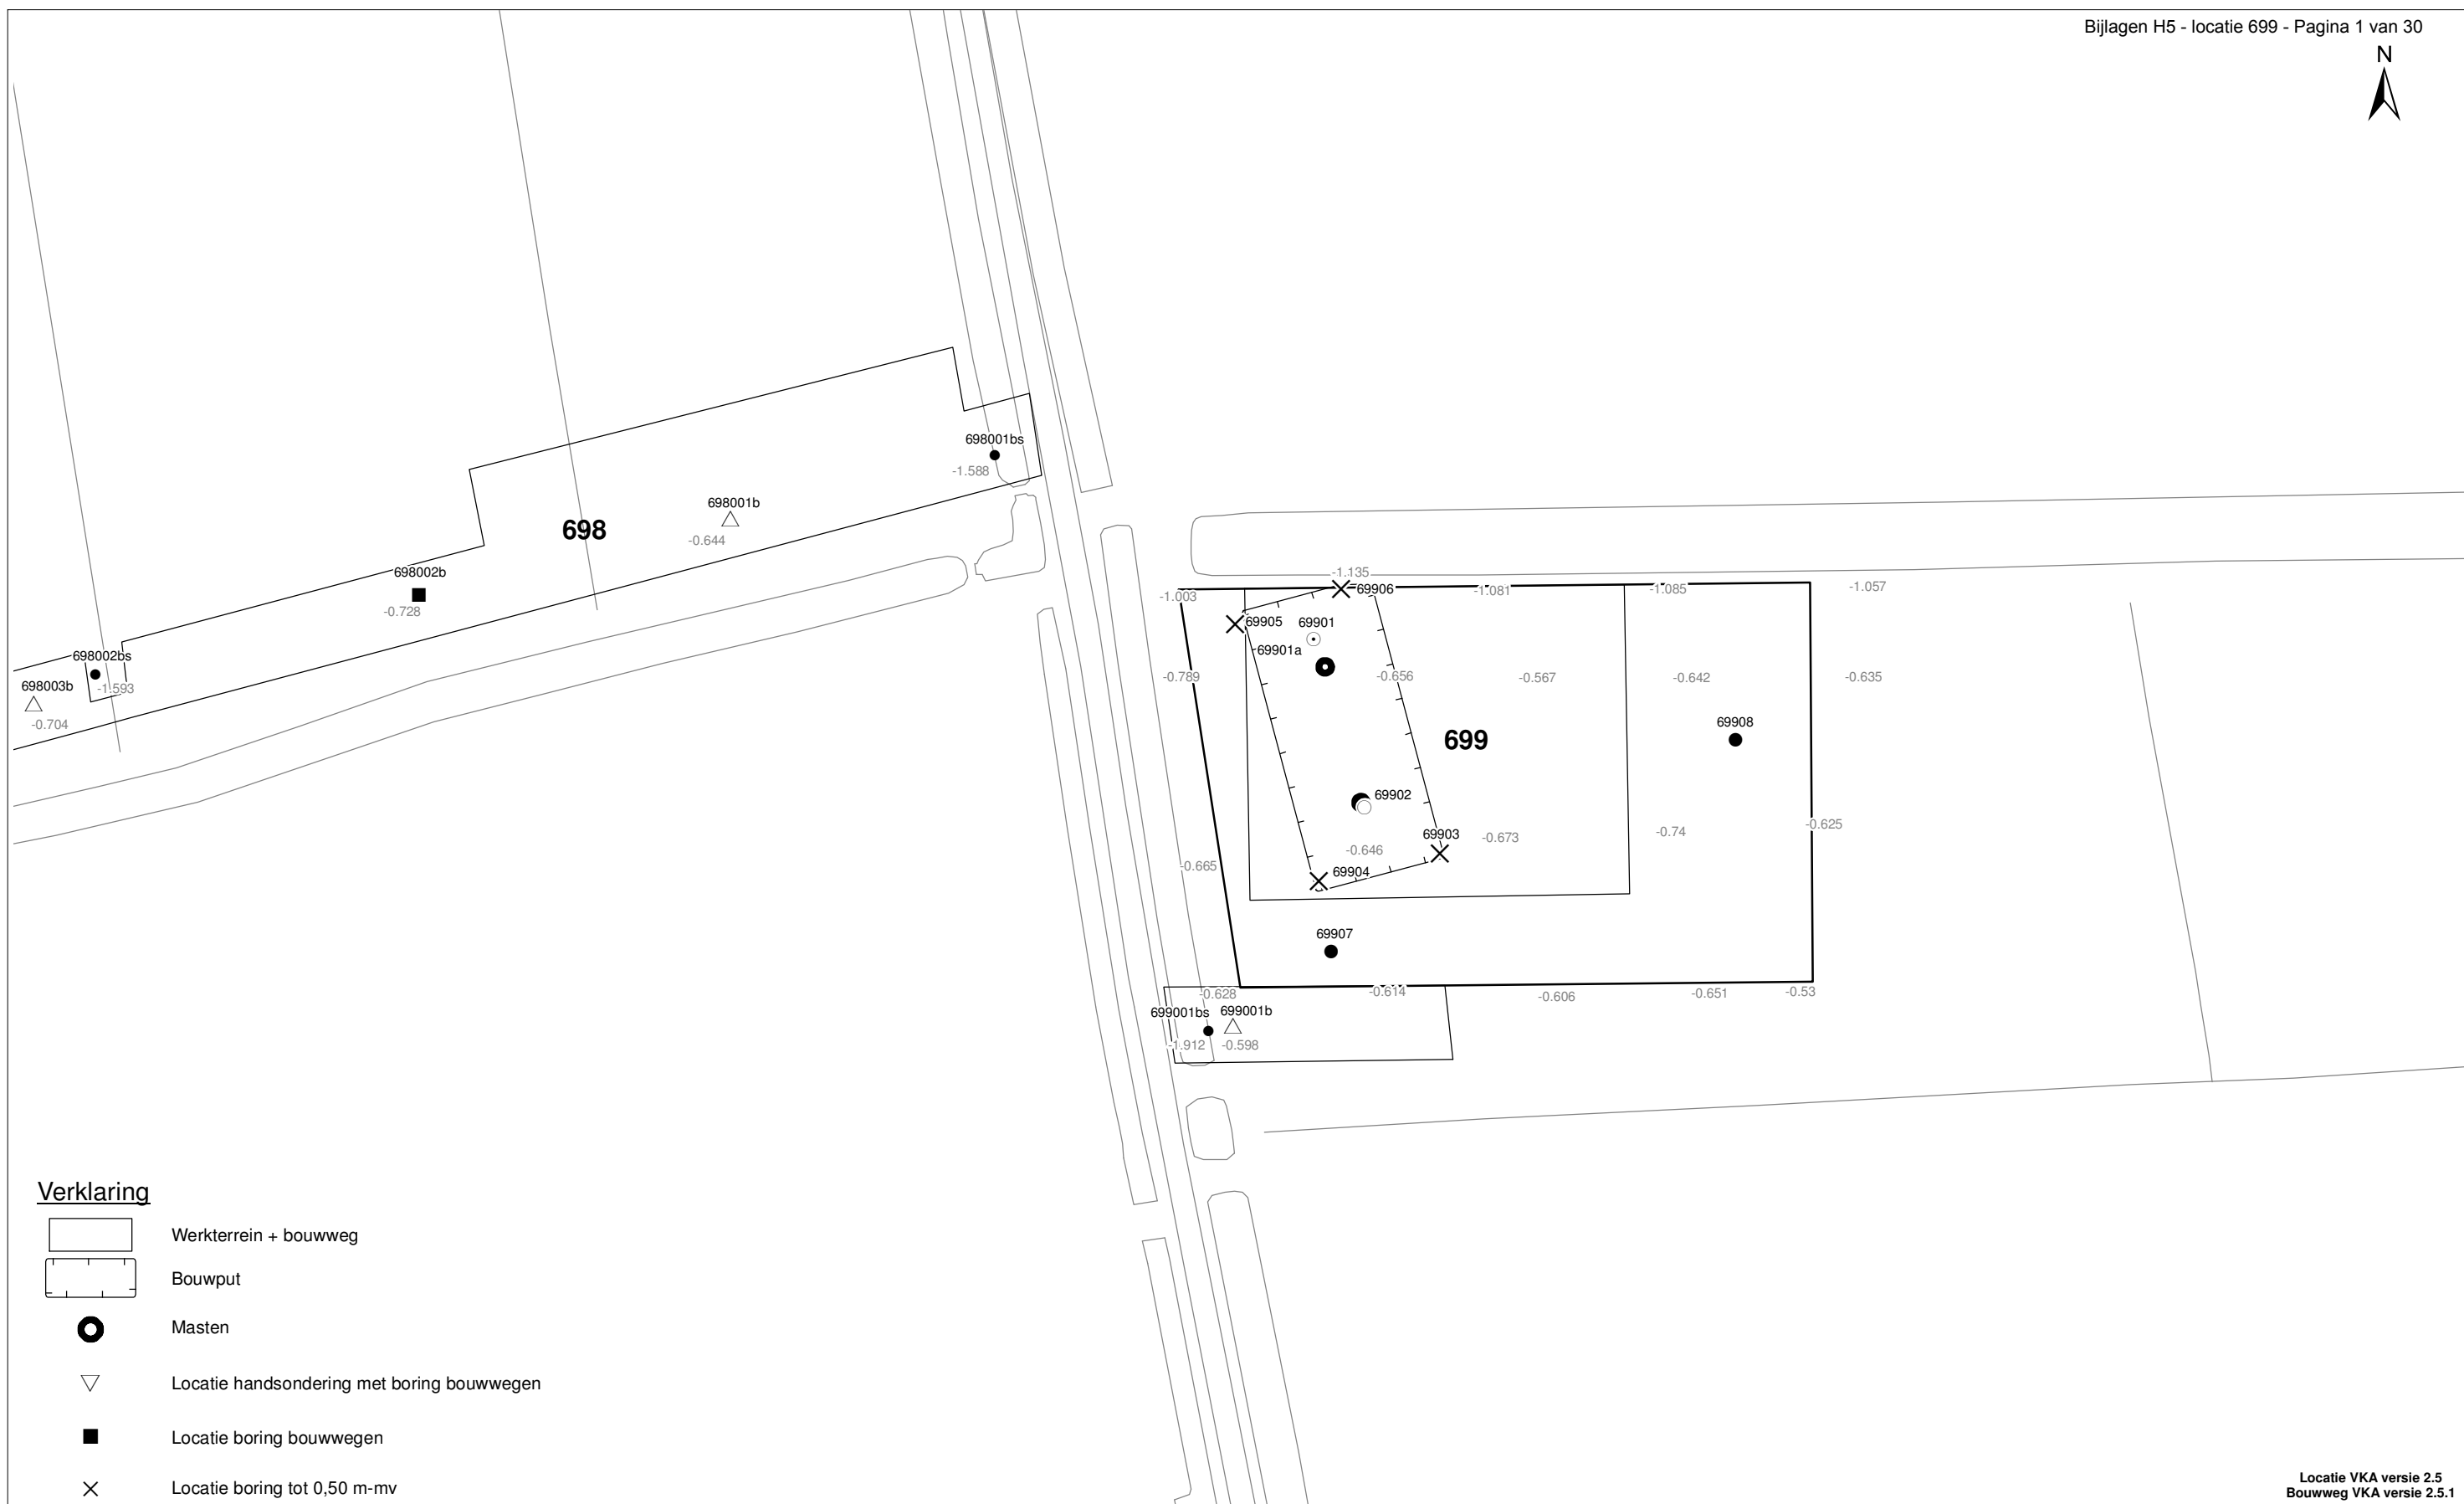 Bijlagen H5 - locatie 699 - Pagina 1 van 30
N
698001bs
-1.588
698001b
698
-0.644
698002b
-0.728
698002bs
-1.593
698003b
-0.704
-1.135
-1.003
69906
-1.081
-1.085
-1.057
69905
69901
69901a
-0.789
-0.656
-0.567
-0.642
-0.635
69908
699
69902
-0.625
69903
-0.673
-0.74
-0.646
-0.665
69904
69907
-0.628
-0.614
-0.606
-0.651
-0.53
699001bs
699001b
-1.912
-0.598
Verklaring
Werkterrein + bouwweg
Bouwput
Masten
Locatie handsondering met boring bouwwegen
Locatie boring bouwwegen
Locatie boring tot 0,50 m-mv
Locatie VKA versie 2.5
Bouwweg VKA versie 2.5.1